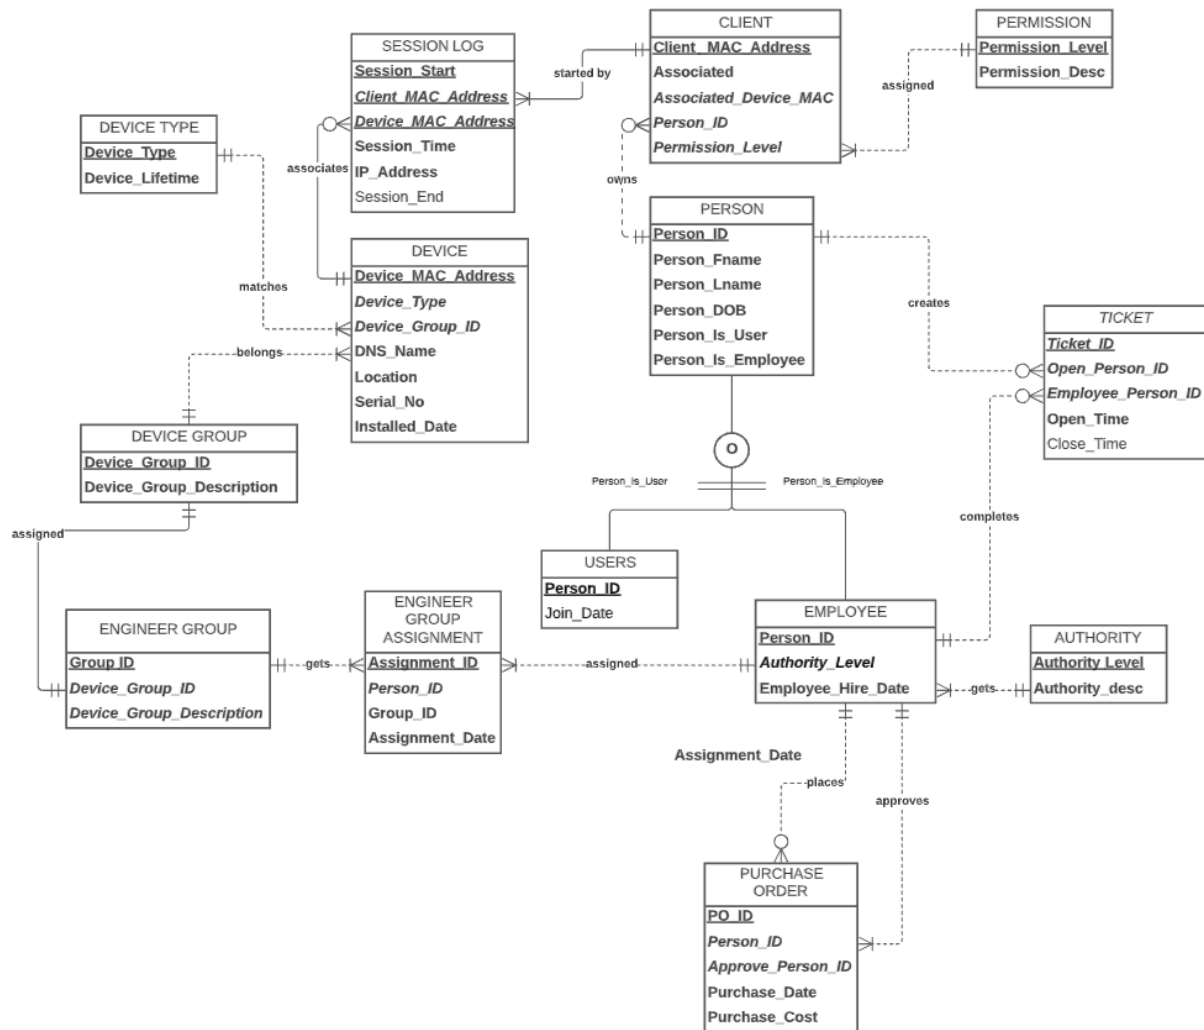 SESSION LOG
Session_Start
Client_MAC_Address
Device_MAC_Address
Session_Time
IP_Address
Session_End
started by
CLIENT
Client_MAC_Address
Associated
Associated_Device_MAC
Person_ID
Permission_Level
assigned
PERMISSION
Permission_Level
Permission_Desc
DEVICE TYPE
Device_Type
Device_Lifetime
associates
owns
matches
belongs
DEVICE
Device_MAC_Address
Device_Type
Device_Group_ID
DNS_Name
Location
Serial_No
Installed_Date
PERSON
Person_ID
Person_Fname
Person_Lname
Person_DOB
Person_Is_User
Person_Is_Employee
creates
TICKET
Ticket_ID
Open_Person_ID
Employee_Person_ID
Open_Time
Close_Time
DEVICE GROUP
Device_Group_ID
Device_Group_Description
assigned
O
Person_Is_User
Person_Is_Employee
completes
USERS
Person_ID
Join_Date
ENGINEER GROUP
Group ID
Device_Group_ID
Device_Group_Description
gets
ENGINEER
GROUP
ASSIGNMENT
Assignment_ID
Person_ID
Group_ID
Assignment_Date
assigned
EMPLOYEE
Person_ID
Authority_Level
Employee_Hire_Date
gets
AUTHORITY
Authority_Level
Authority_desc
Assignment_Date
places
approves
PURCHASE
ORDER
PO_ID
Person_ID
Approve_Person_ID
Purchase_Date
Purchase_Cost